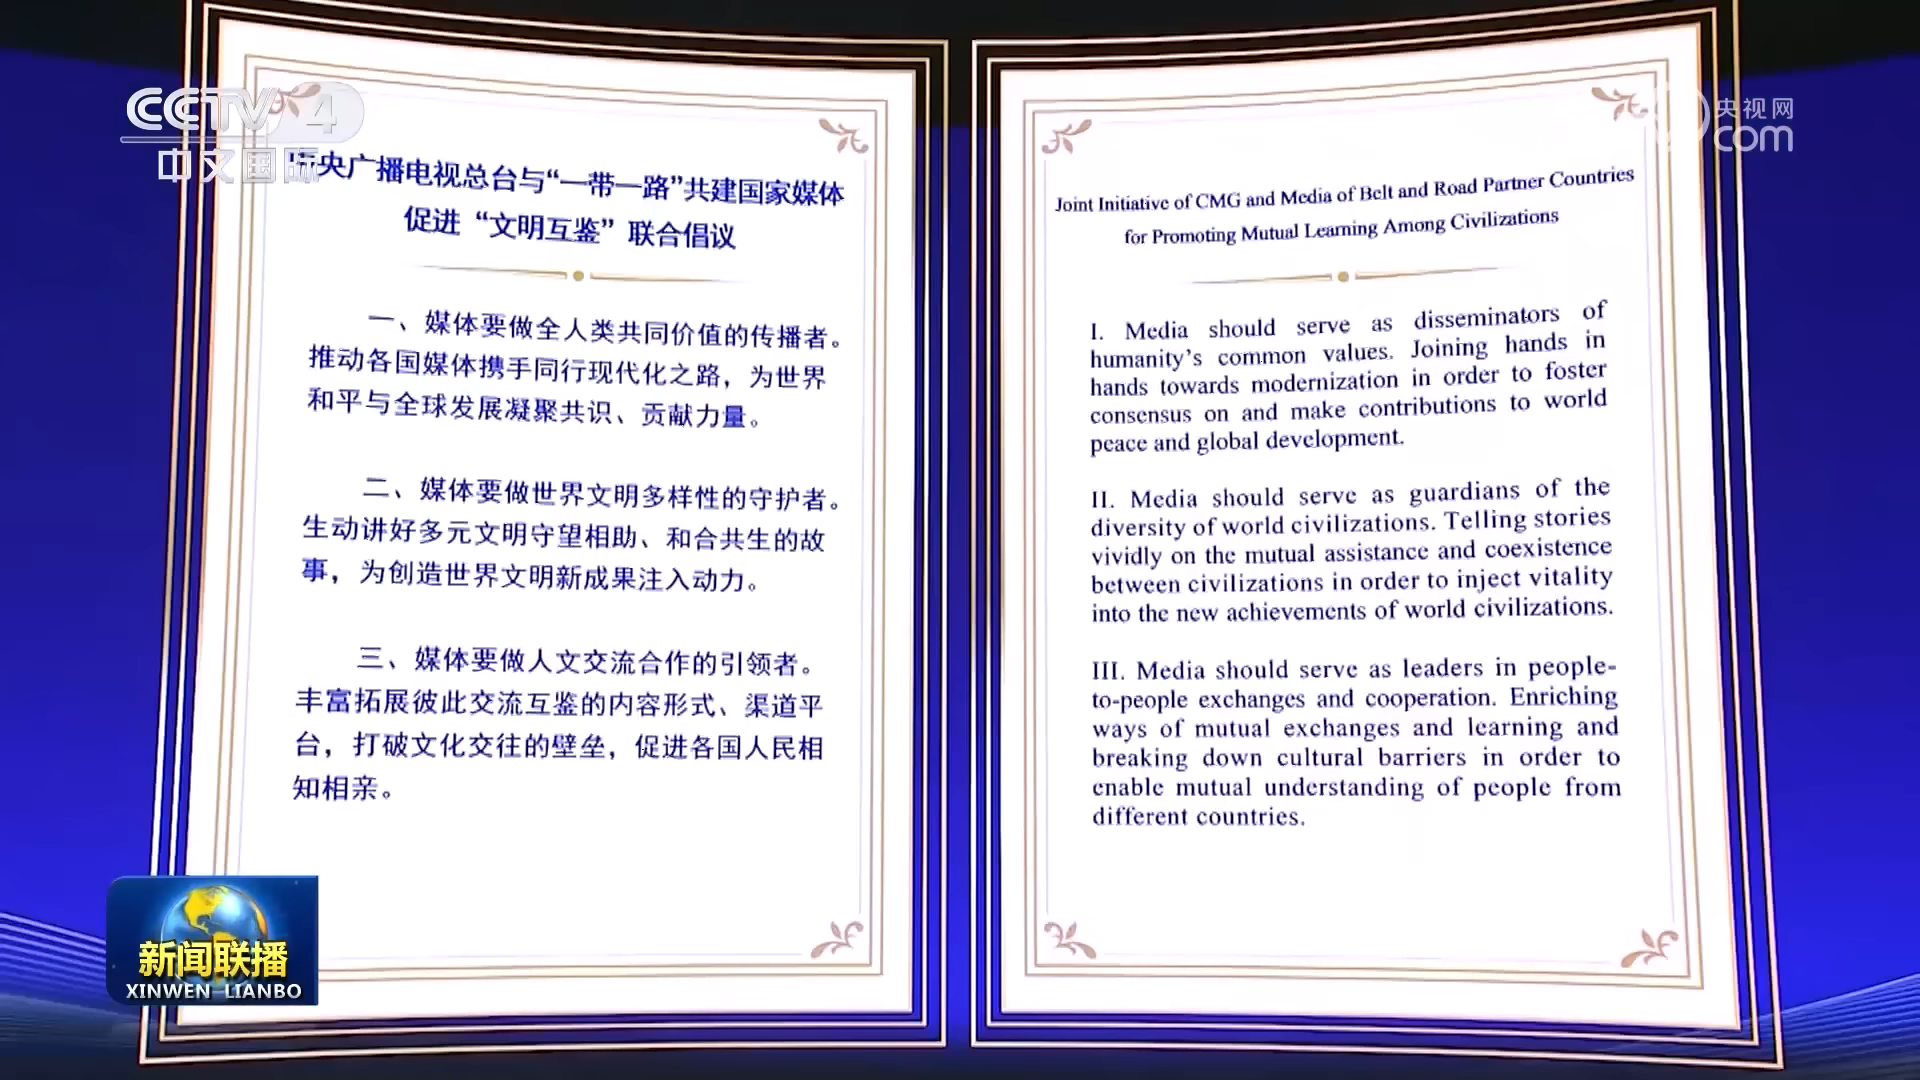 CCTV 4
中文国际
央视网
com
中央广播电视总台与“一带一路”共建国家媒体
促进“文明互鉴”联合倡议
一、媒体要做全人类共同价值的传播者。
推动各国媒体携手同行现代化之路，为世界
和平与全球发展凝聚共识、贡献力量。
二、媒体要做世界文明多样性的守护者。
生动讲好多元文明守望相助、和合共生的故
事，为创造世界文明新成果注入动力。
三、媒体要做人文交流合作的引领者。
丰富拓展彼此交流互鉴的内容形式、渠道平
台，打破文化交往的壁垒，促进各国人民相
知相亲。
Joint Initiative of CMG and Media of Belt and Road Partner Countries
for Promoting Mutual Learning Among Civilizations
I. Media should serve as disseminators of
humanity’s common values. Joining hands in
hands towards modernization in order to foster
consensus on and make contributions to world
peace and global development.
II. Media should serve as guardians of the
diversity of world civilizations. Telling stories
vividly on the mutual assistance and coexistence
between civilizations in order to inject vitality
into the new achievements of world civilizations.
III. Media should serve as leaders in people-
to-people exchanges and cooperation. Enriching
ways of mutual exchanges and learning and
breaking down cultural barriers in order to
enable mutual understanding of people from
different countries.
新闻联播
XINWEN LIANBO